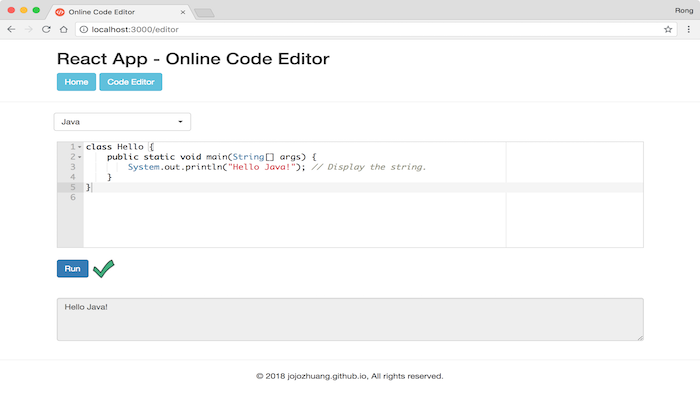 Online Code Editor
Rong
localhost:3000/editor
React App - Online Code Editor
Home Code Editor
Java
1 class Hello {
2 public static void main(String[] args) {
3 System.out.println("Hello Java!"); // Display the string.
4 }
5 }
6
Run
Hello Java!
© 2018 jojozhuang.github.io, All rights reserved.